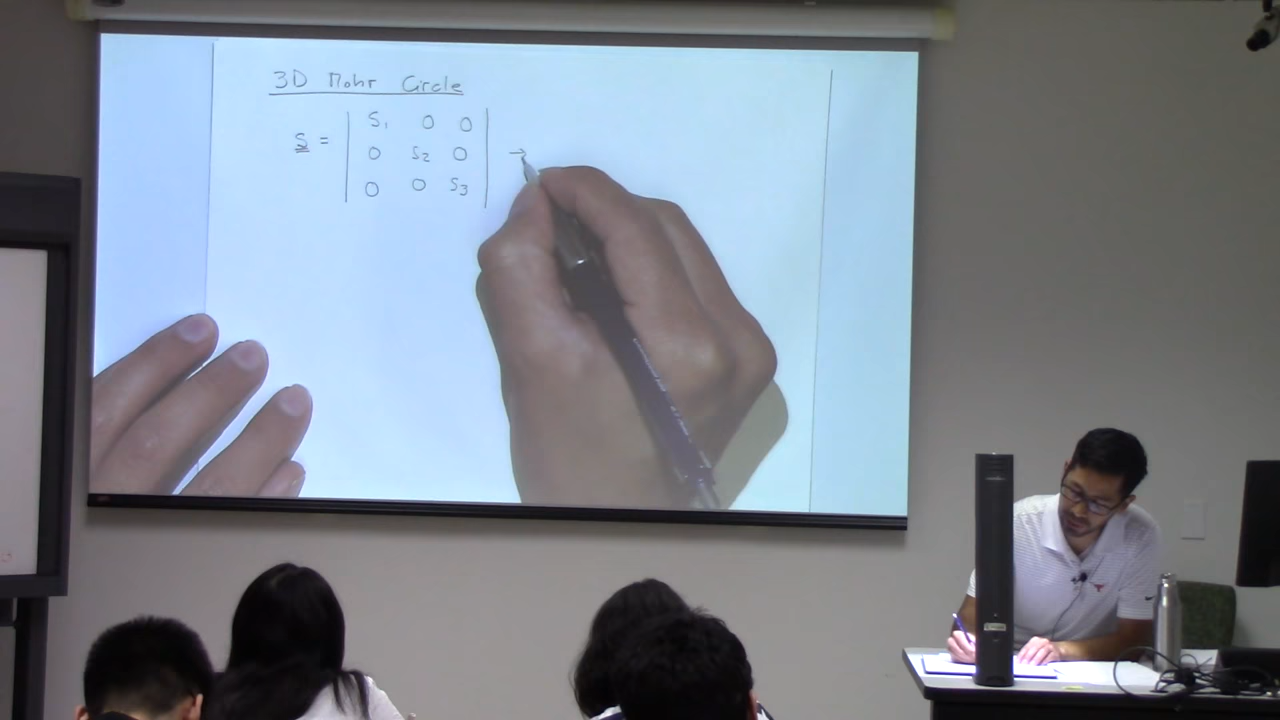 3D Mohr Circle
S₁ 0 0
S = 0 S₂ 0 →
0 0 S₃